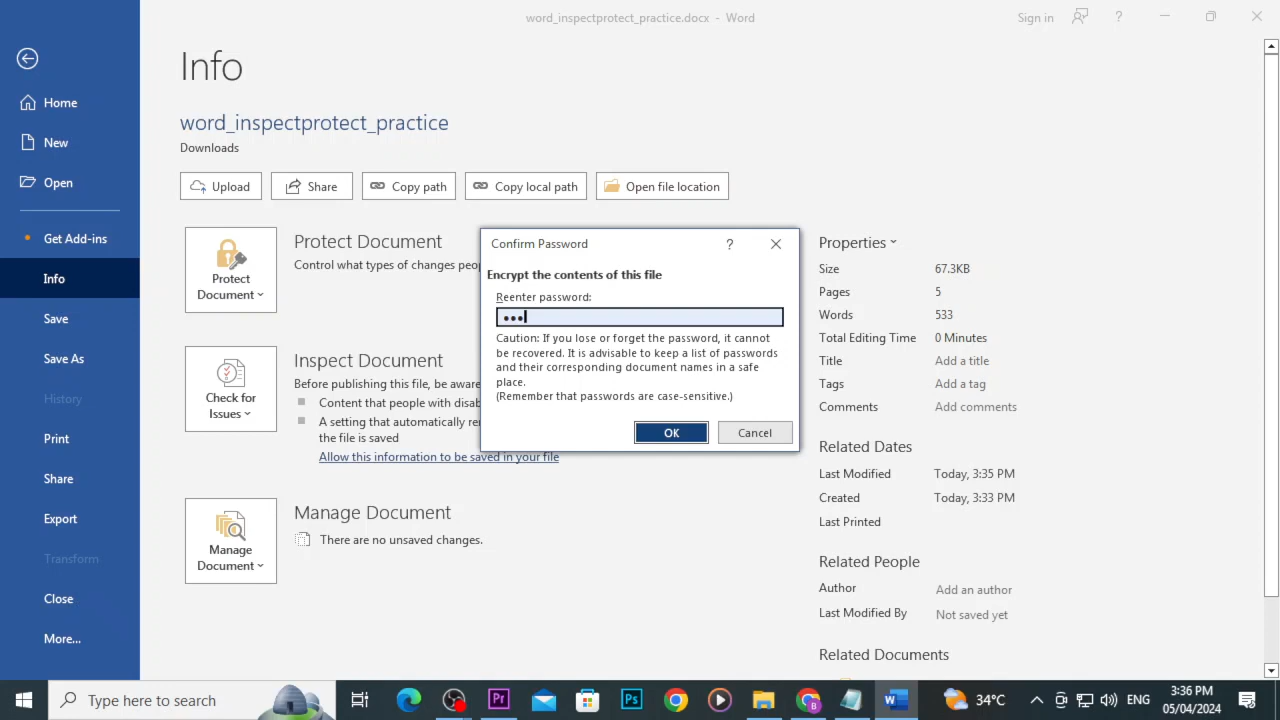 word_inspectprotect_practice.docx - Word
Sign in
?
Info
word_inspectprotect_practice
Downloads
Home
New
Open
Get Add-ins
Info
Save
Save As
History
Print
Share
Export
Transform
Close
More...
Upload
Share
Copy path
Copy local path
Open file location
Protect Document
Protect Document
Control what types of changes peo
Check for Issues
Inspect Document
Before publishing this file, be aware
Content that people with disab
A setting that automatically re
the file is saved
Allow this information to be saved in your file
Manage Document
Manage Document
There are no unsaved changes.
Confirm Password
?
Encrypt the contents of this file
Reenter password:
Caution: If you lose or forget the password, it cannot
be recovered. It is advisable to keep a list of passwords
and their corresponding document names in a safe
place.
(Remember that passwords are case-sensitive.)
OK
Cancel
Properties
Size 67.3KB
Pages 5
Words 533
Total Editing Time 0 Minutes
Title Add a title
Tags Add a tag
Comments Add comments
Related Dates
Last Modified Today, 3:35 PM
Created Today, 3:33 PM
Last Printed
Related People
Author Add an author
Last Modified By Not saved yet
Related Documents
Type here to search
Pr
Ps
B
W
34°C
ENG
3:36 PM
05/04/2024